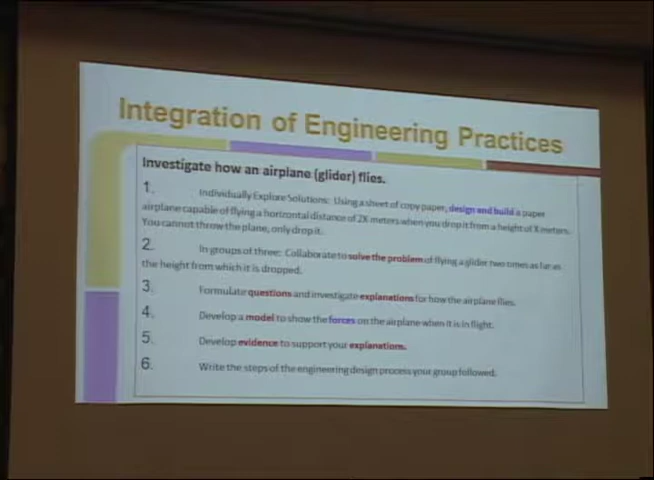 Integration of Engineering Practices
Investigate how an airplane (glider) flies.
1. Individually Explore Solutions: Using a sheet of copy paper, design and build a paper
airplane capable of flying a horizontal distance of 2X meters when you drop it from a height of X meters.
You cannot throw the plane, only drop it.
2. In groups of three: Collaborate to solve the problem of flying a glider two times as far as
the height from which it is dropped.
3. Formulate questions and investigate explanations for how the airplane flies.
4. Develop a model to show the forces on the airplane when it is in flight.
5. Develop evidence to support your explanations.
6. Write the steps of the engineering design process your group followed.